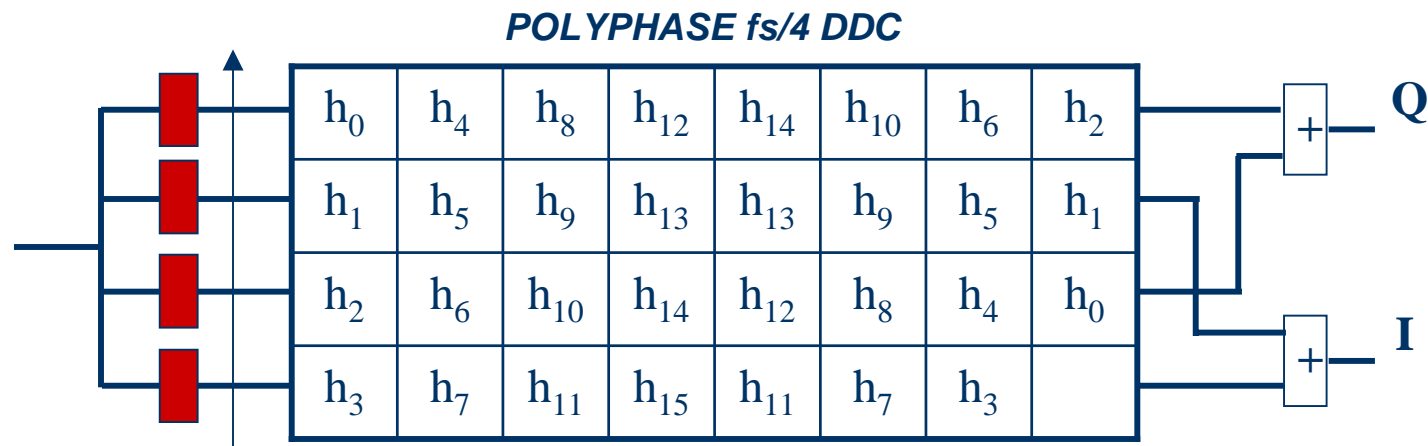 POLYPHASE fs/4 DDC
h₀ h₄ h₈ h₁₂ h₁₄ h₁₀ h₆ h₂ + Q
h₁ h₅ h₉ h₁₃ h₁₃ h₉ h₅ h₁
h₂ h₆ h₁₀ h₁₄ h₁₂ h₈ h₄ h₀
h₃ h₇ h₁₁ h₁₅ h₁₁ h₇ h₃ + I